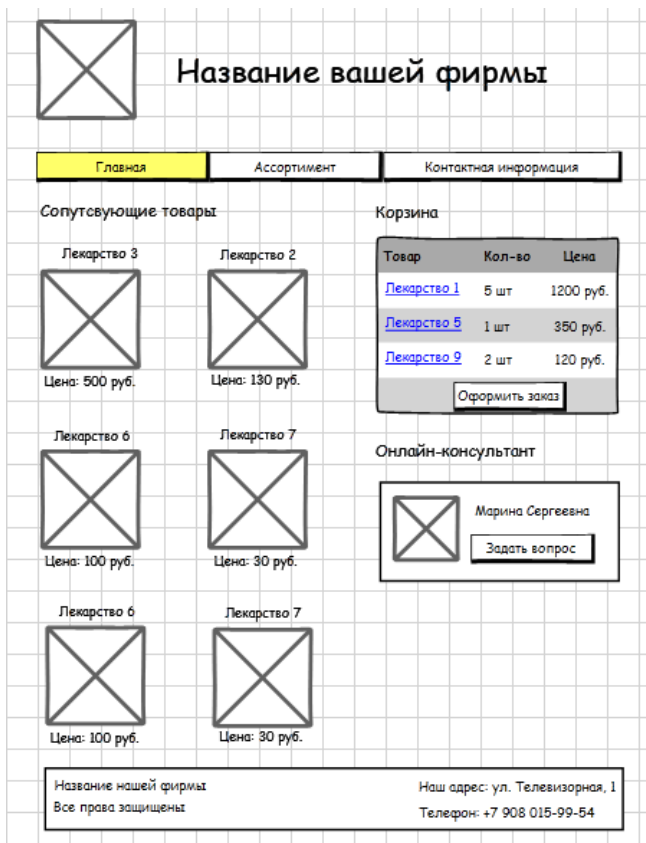 Название вашей фирмы
Главная Ассортимент Контактная информация
Сопутсвующие товары
Лекарство 3 Лекарство 2
Цена: 500 руб. Цена: 130 руб.
Лекарство 6 Лекарство 7
Цена: 100 руб. Цена: 30 руб.
Лекарство 6 Лекарство 7
Цена: 100 руб. Цена: 30 руб.
Корзина
Товар Кол-во Цена
Лекарство 1 5 шт 1200 руб.
Лекарство 5 1 шт 350 руб.
Лекарство 9 2 шт 120 руб.
Оформить заказ
Онлайн-консультант
Марина Сергеевна
Задать вопрос
Название нашей фирмы
Все права защищены
Наш адрес: ул. Телевизорная, 1
Телефон: +7 908 015-99-54